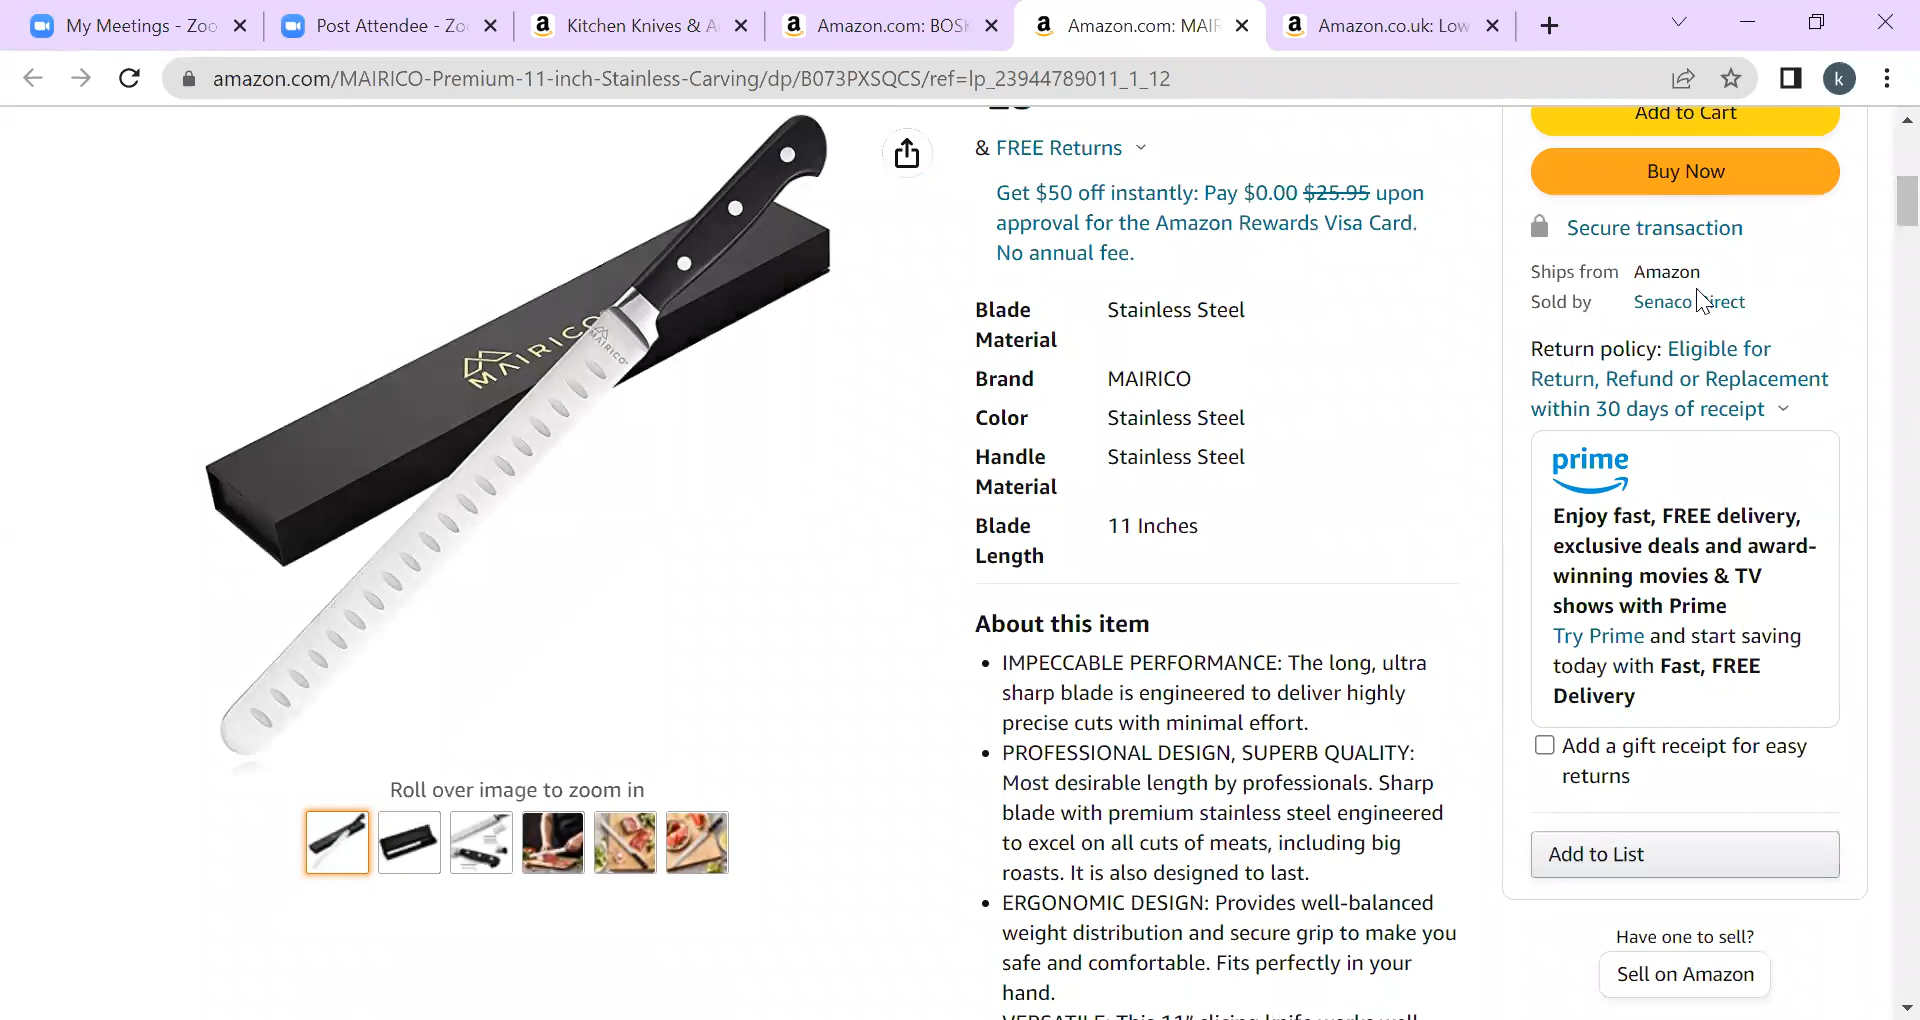 My Meetings - Zoo
Post Attendee - Zo
Kitchen Knives & A
Amazon.com: BOSK
Amazon.com: MAIR
Amazon.co.uk: Low
amazon.com/MAIRICO-Premium-11-inch-Stainless-Carving/dp/B073PXSQCS/ref=lp_23944789011_1_12
k
MAIRICO
MAIRICO
Roll over image to zoom in
& FREE Returns
Get $50 off instantly: Pay $0.00 $25.95 upon
approval for the Amazon Rewards Visa Card.
No annual fee.
Blade Material Stainless Steel
Brand MAIRICO
Color Stainless Steel
Handle Material Stainless Steel
Blade Length 11 Inches
About this item
• IMPECCABLE PERFORMANCE: The long, ultra
sharp blade is engineered to deliver highly
precise cuts with minimal effort.
• PROFESSIONAL DESIGN, SUPERB QUALITY:
Most desirable length by professionals. Sharp
blade with premium stainless steel engineered
to excel on all cuts of meats, including big
roasts. It is also designed to last.
• ERGONOMIC DESIGN: Provides well-balanced
weight distribution and secure grip to make you
safe and comfortable. Fits perfectly in your
hand.
Add to Cart
Buy Now
Secure transaction
Ships from Amazon
Sold by Senaco Direct
Return policy: Eligible for
Return, Refund or Replacement
within 30 days of receipt
prime
Enjoy fast, FREE delivery,
exclusive deals and award-
winning movies & TV
shows with Prime
Try Prime and start saving
today with Fast, FREE
Delivery
Add a gift receipt for easy
returns
Add to List
Have one to sell?
Sell on Amazon